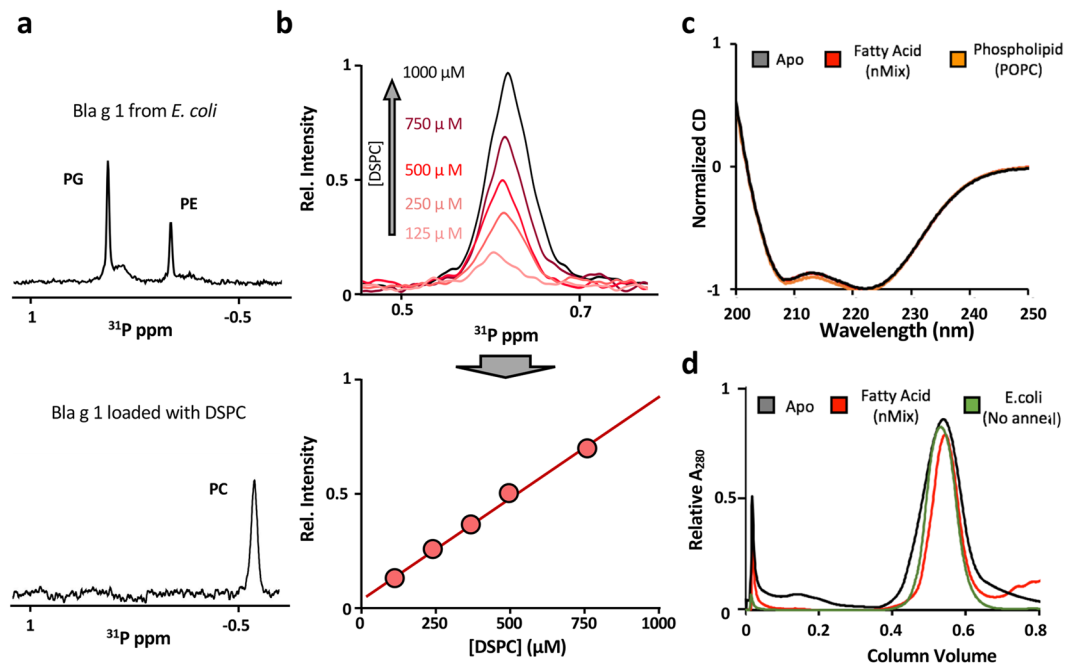 a
Bla g 1 from E. coli
PG
PE
1
-0.5
31P ppm
Bla g 1 loaded with DSPC
PC
1
-0.5
31P ppm
b
1
0.5
0
Rel. Intensity
1000 μM
750 μ M
500 μ M
250 μ M
125 μ M
[DSPC]
0.5
0.7
31P ppm
1
0.5
0
Rel. Intensity
0
250
500
750
1000
[DSPC] (μM)
c
1
0
-1
Normalized CD
Apo
Fatty Acid
(nMix)
Phospholipid
(POPC)
200
210
220
230
240
250
Wavelength (nm)
d
1
0.5
0
Relative A280
Apo
Fatty Acid
(nMix)
E.coli
(No anneil)
0
0.2
0.4
0.6
0.8
Column Volume